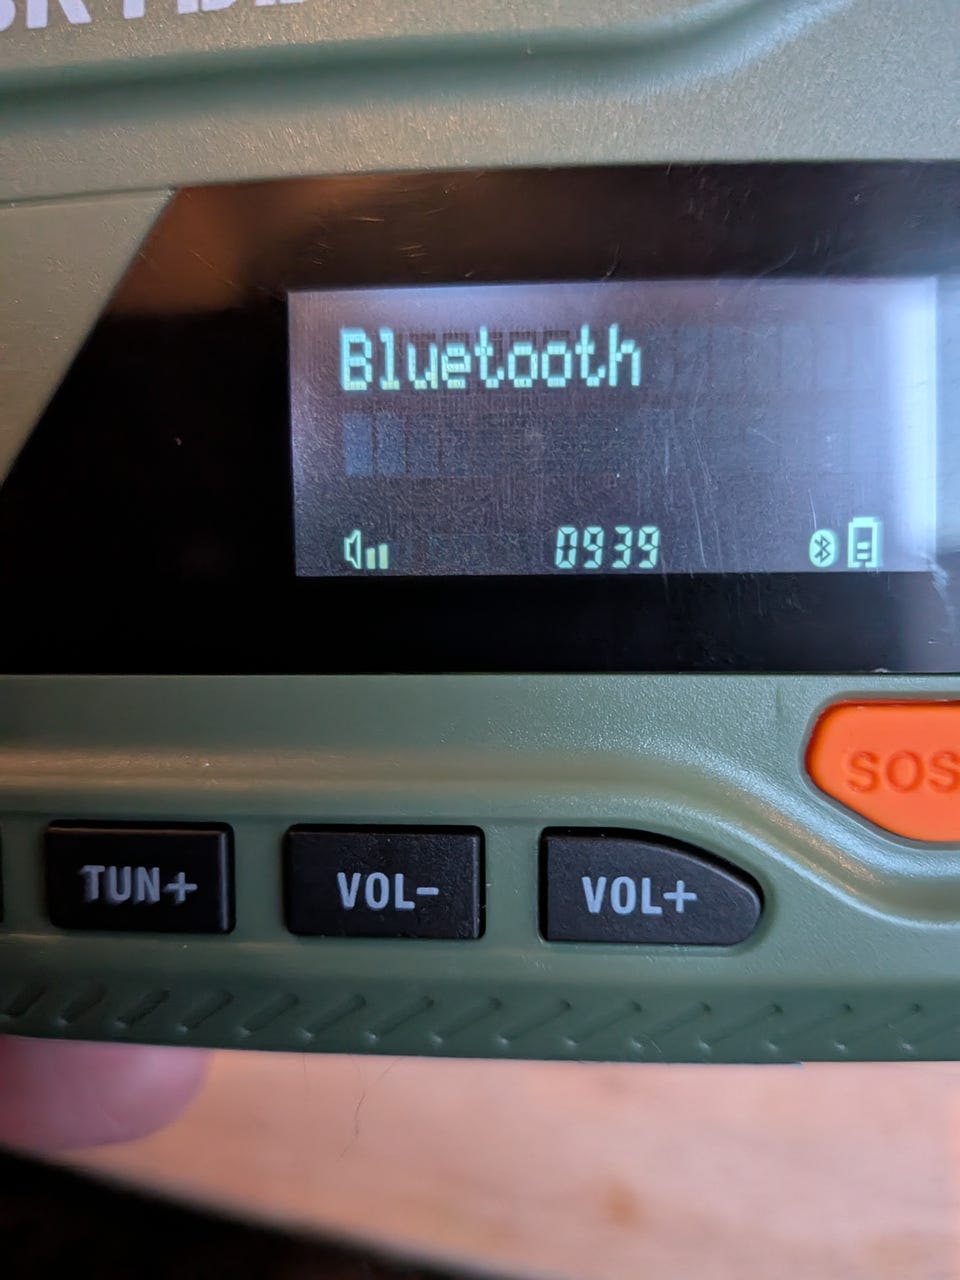 Bluetooth
0939
SOS
TUN+
VOL-
VOL+